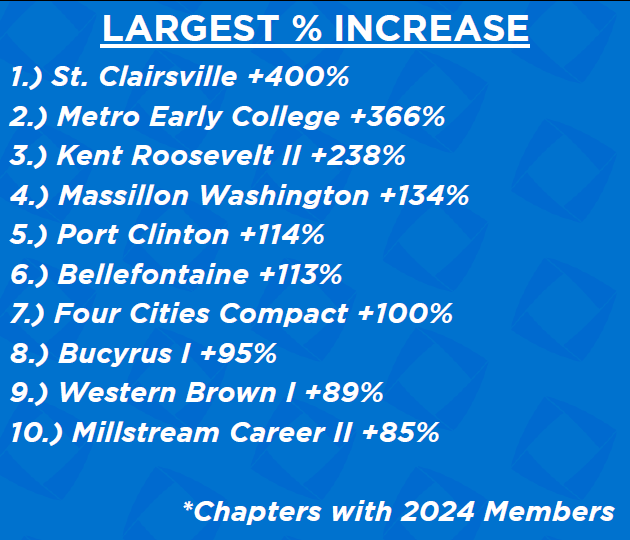 LARGEST % INCREASE
1.) St. Clairsville +400%
2.) Metro Early College +366%
3.) Kent Roosevelt II +238%
4.) Massillon Washington +134%
5.) Port Clinton +114%
6.) Bellefontaine +113%
7.) Four Cities Compact +100%
8.) Bucyrus I +95%
9.) Western Brown I +89%
10.) Millstream Career II +85%
*Chapters with 2024 Members